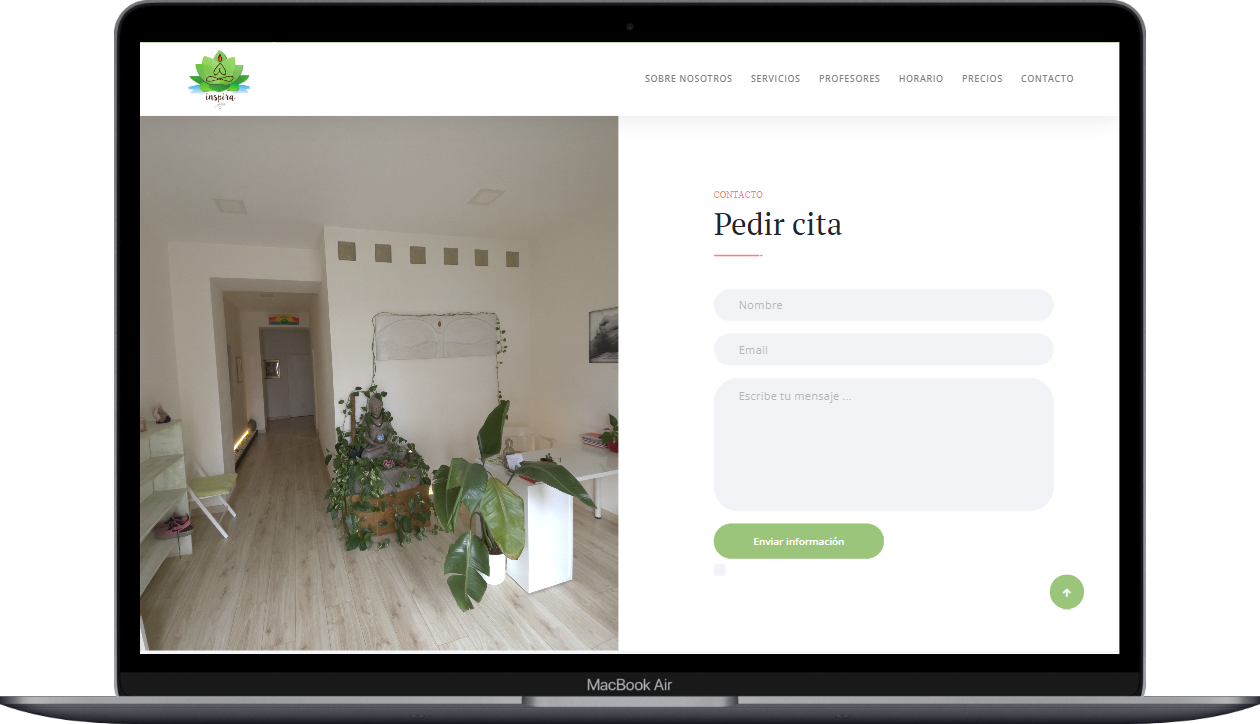 inspira
SOBRE NOSOTROS SERVICIOS PROFESORES HORARIO PRECIOS CONTACTO
CONTACTO
Pedir cita
Nombre
Email
Escribe tu mensaje ...
Enviar información
MacBook Air